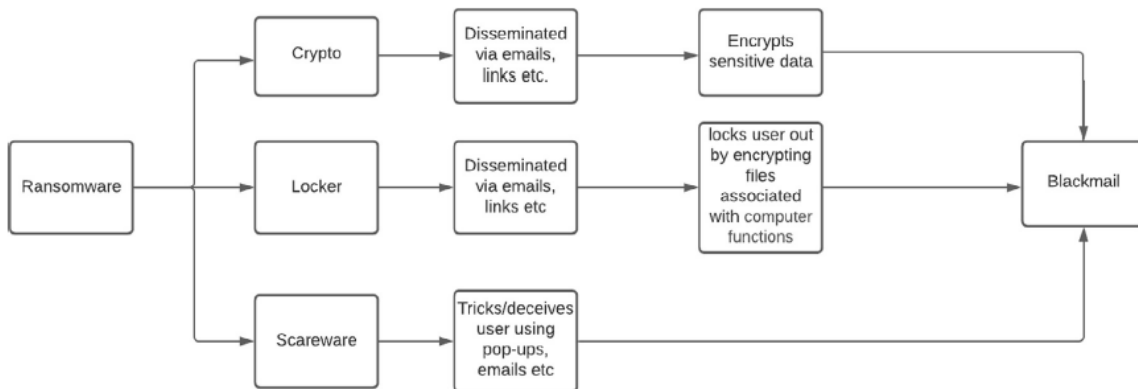 Ransomware
Crypto
Disseminated
via emails,
links etc.
Encrypts
sensitive data
Locker
Disseminated
via emails,
links etc
locks user out
by encrypting
files
associated
with computer
functions
Scareware
Tricks/deceives
user using
pop-ups,
emails etc
Blackmail